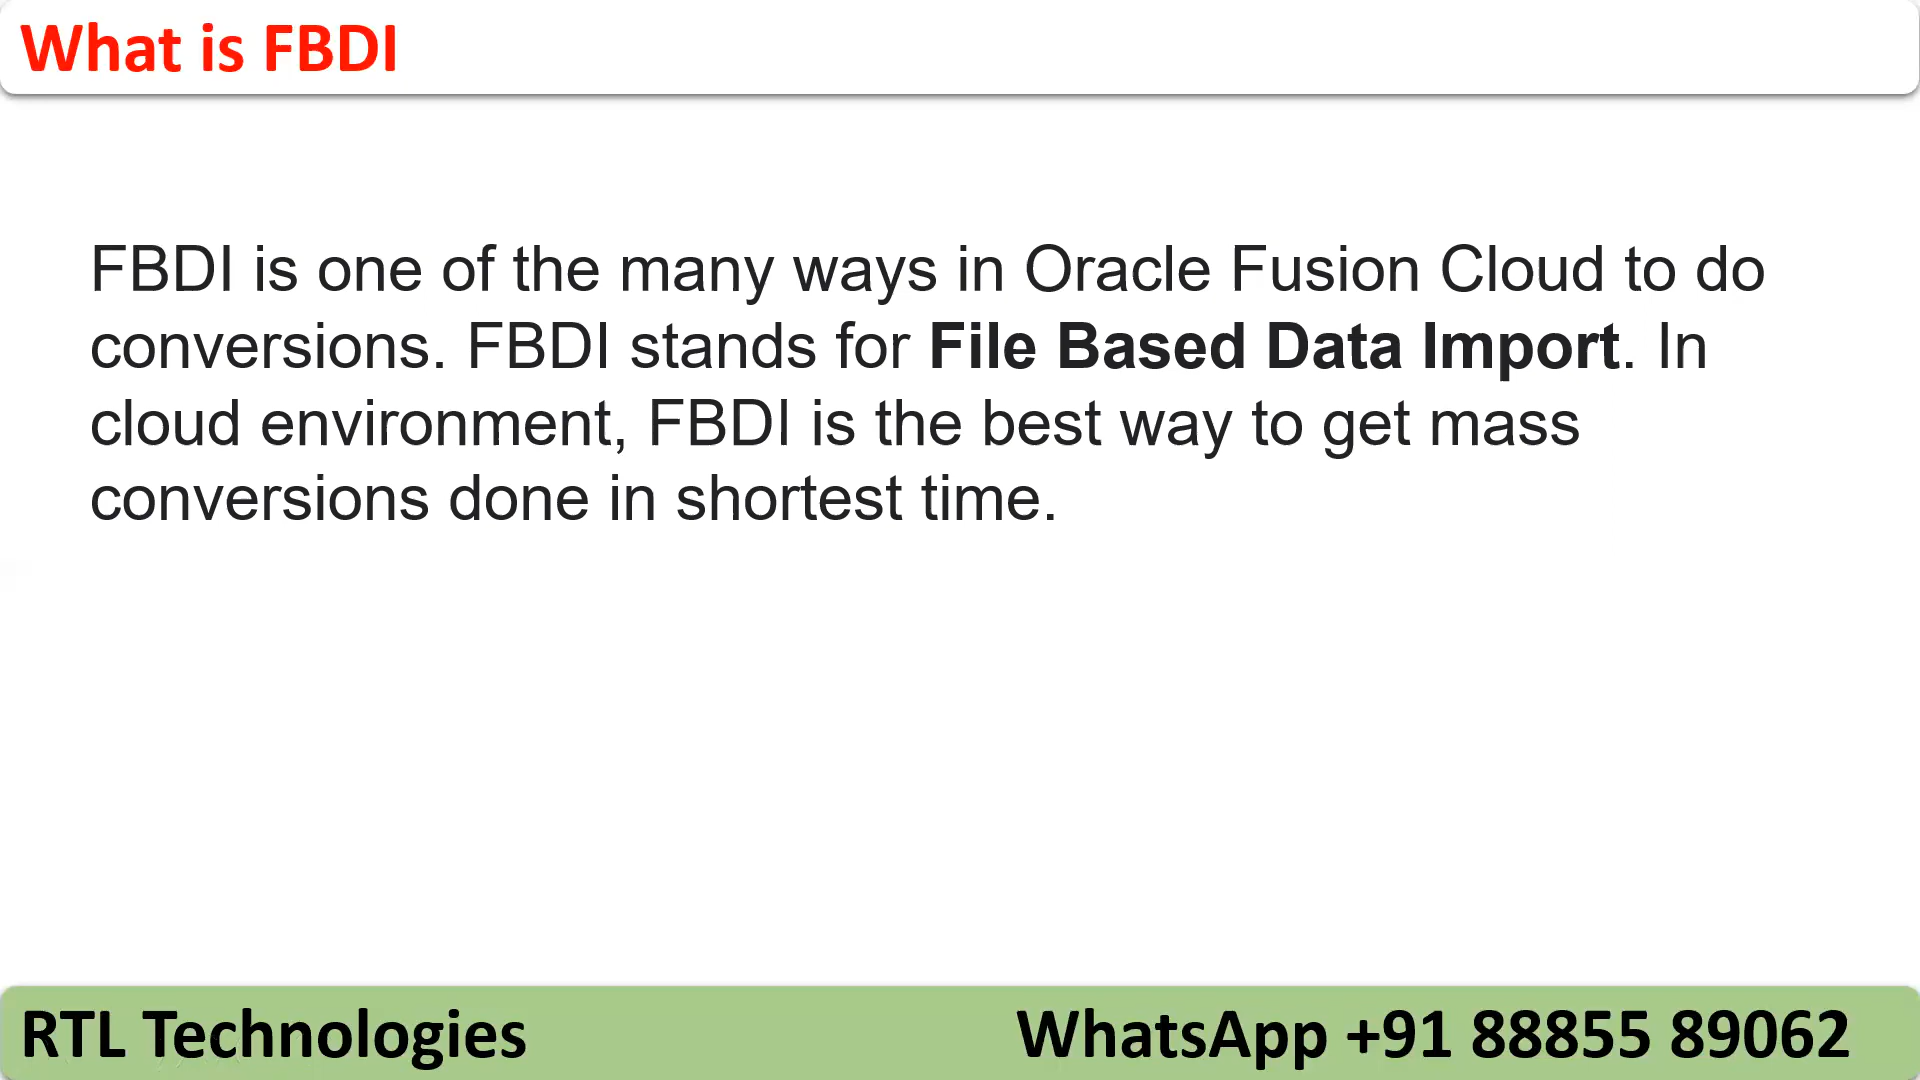 What is FBDI
FBDI is one of the many ways in Oracle Fusion Cloud to do
conversions. FBDI stands for File Based Data Import. In
cloud environment, FBDI is the best way to get mass
conversions done in shortest time.
RTL Technologies
WhatsApp +91 88855 89062